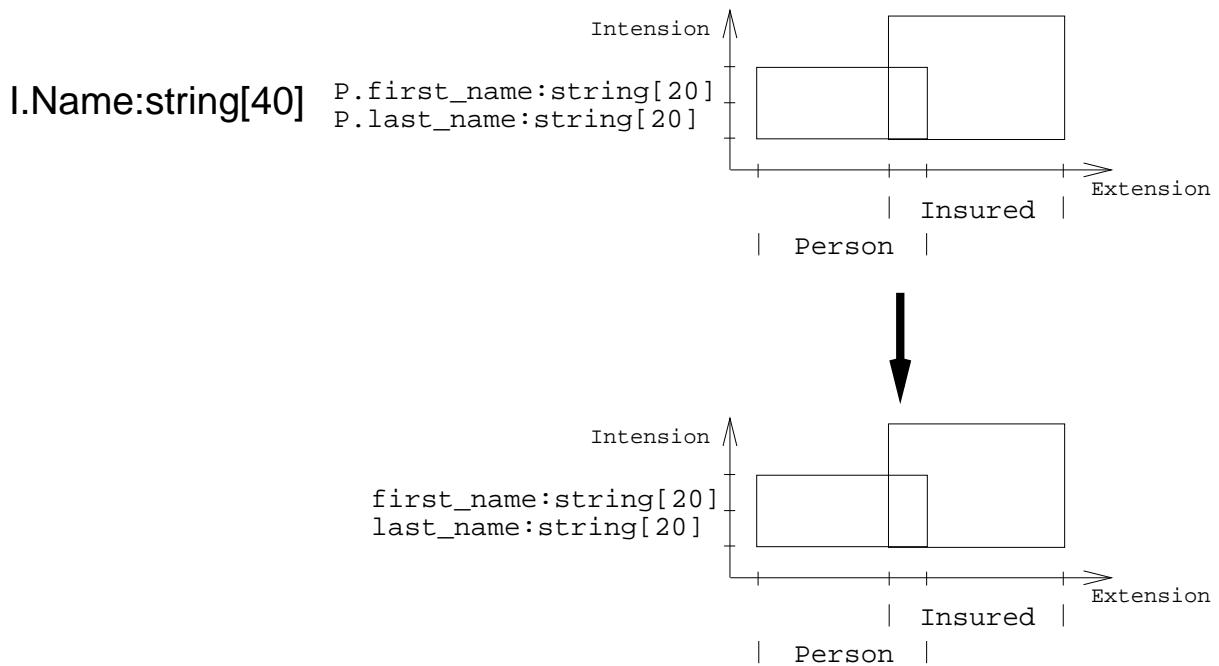 Intension
I.Name:string[40]
P.first_name:string[20]
P.last_name:string[20]
Extension
| Insured |
| Person |
Intension
first_name:string[20]
last_name:string[20]
Extension
| Insured |
| Person |